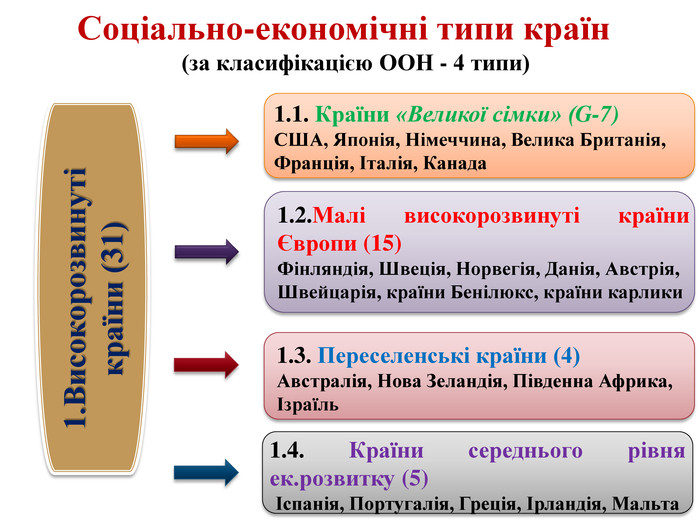 Соціально-економічні типи країн
(за класифікацією ООН - 4 типи)
1.Високорозвинуті
країни (31)
1.1. Країни «Великої сімки» (G-7)
США, Японія, Німеччина, Велика Британія,
Франція, Італія, Канада
1.2.Малі високорозвинуті країни
Європи (15)
Фінляндія, Швеція, Норвегія, Данія, Австрія,
Швейцарія, країни Бенілюкс, країни карлики
1.3. Переселенські країни (4)
Австралія, Нова Зеландія, Південна Африка,
Ізраїль
1.4. Країни середнього рівня
ек.розвитку (5)
Іспанія, Португалія, Греція, Ірландія, Мальта